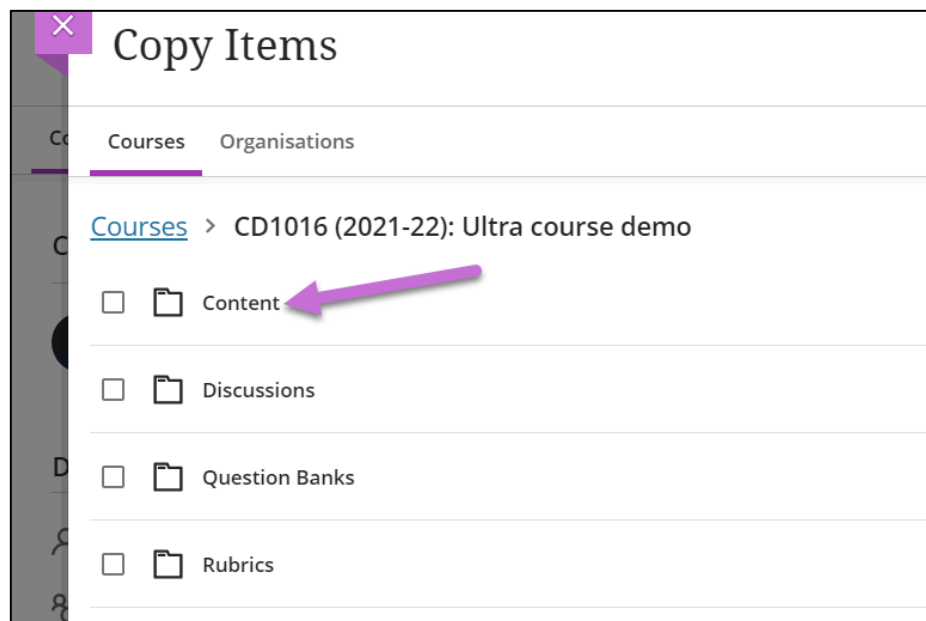 Copy Items
Courses Organisations
Courses > CD1016 (2021-22): Ultra course demo
Content
Discussions
Question Banks
Rubrics